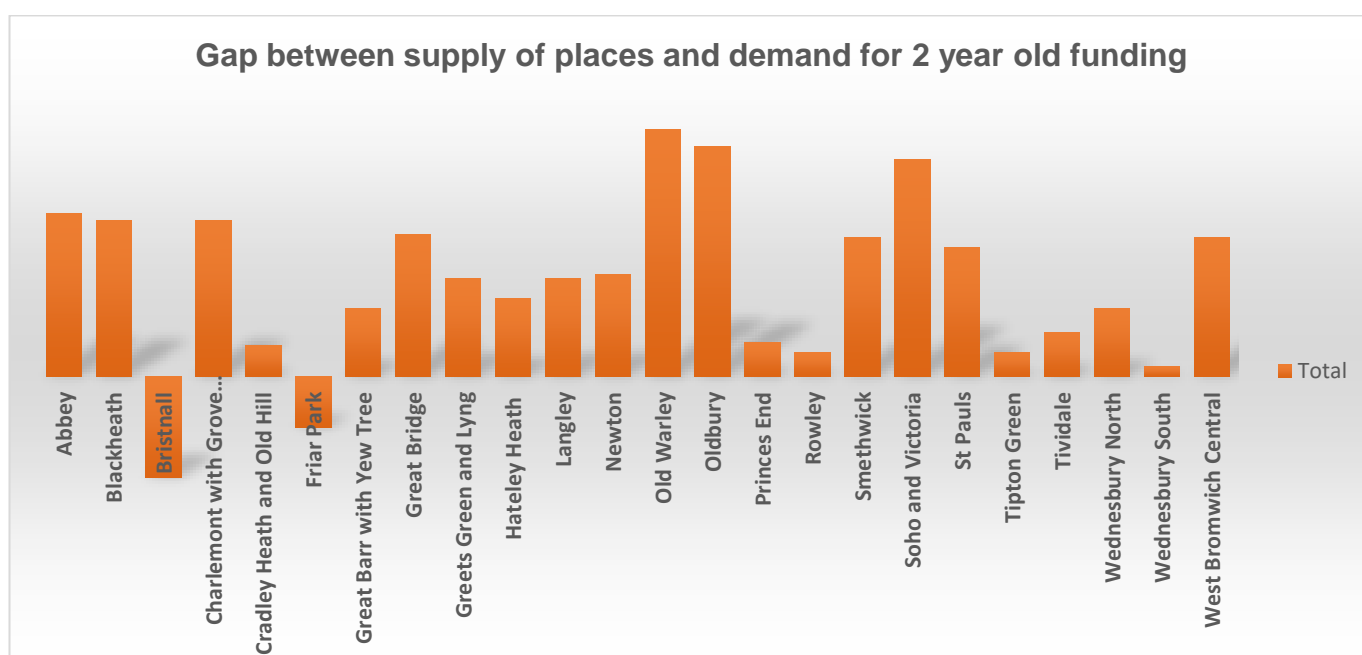 Gap between supply of places and demand for 2 year old funding
Abbey
Blackheath
Bristnall
Charlemont with Grove…
Cradley Heath and Old Hill
Friar Park
Great Barr with Yew Tree
Great Bridge
Greets Green and Lyng
Hateley Heath
Langley
Newton
Old Warley
Oldbury
Princes End
Rowley
Smethwick
Soho and Victoria
St Pauls
Tipton Green
Tividale
Wednesbury North
Wednesbury South
West Bromwich Central
Total